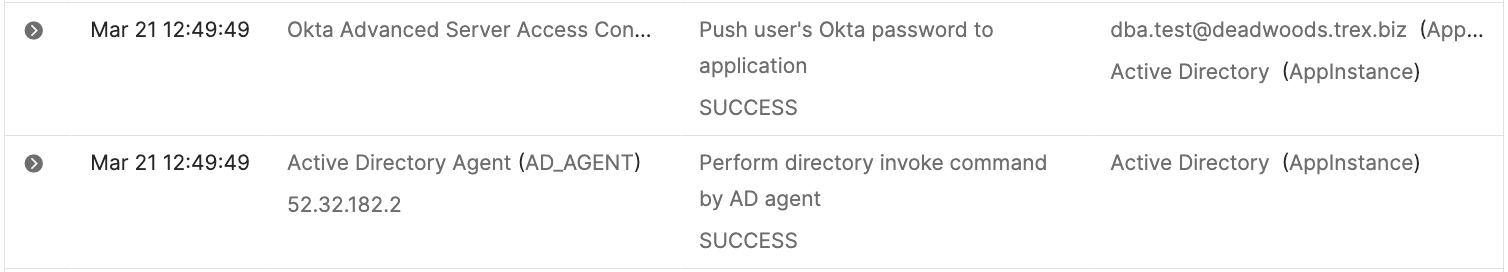 Mar 21 12:49:49 Okta Advanced Server Access Con... Push user's Okta password to dba.test@deadwoods.trex.biz (App...
application Active Directory (AppInstance)
SUCCESS
Mar 21 12:49:49 Active Directory Agent (AD_AGENT) Perform directory invoke command Active Directory (AppInstance)
52.32.182.2 by AD agent
SUCCESS